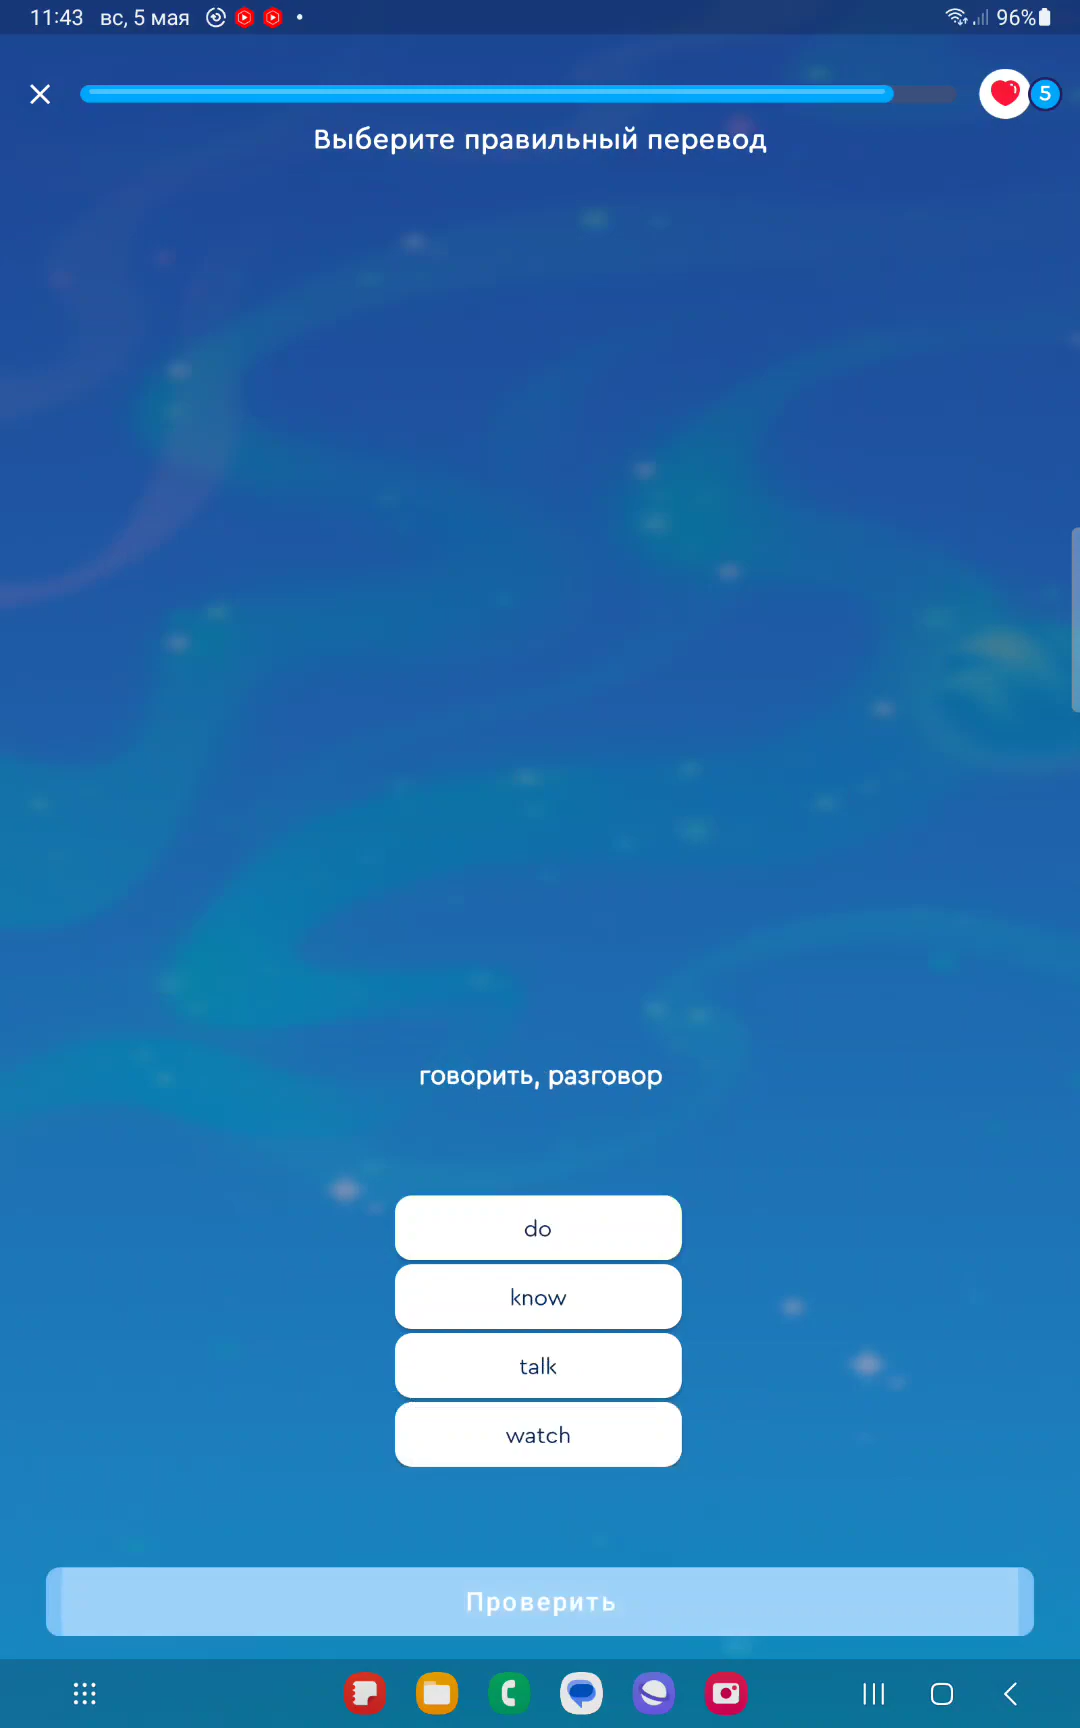 11:43 вс, 5 мая 96%
5
Выберите правильный перевод
говорить, разговор
do
know
talk
watch
Проверить